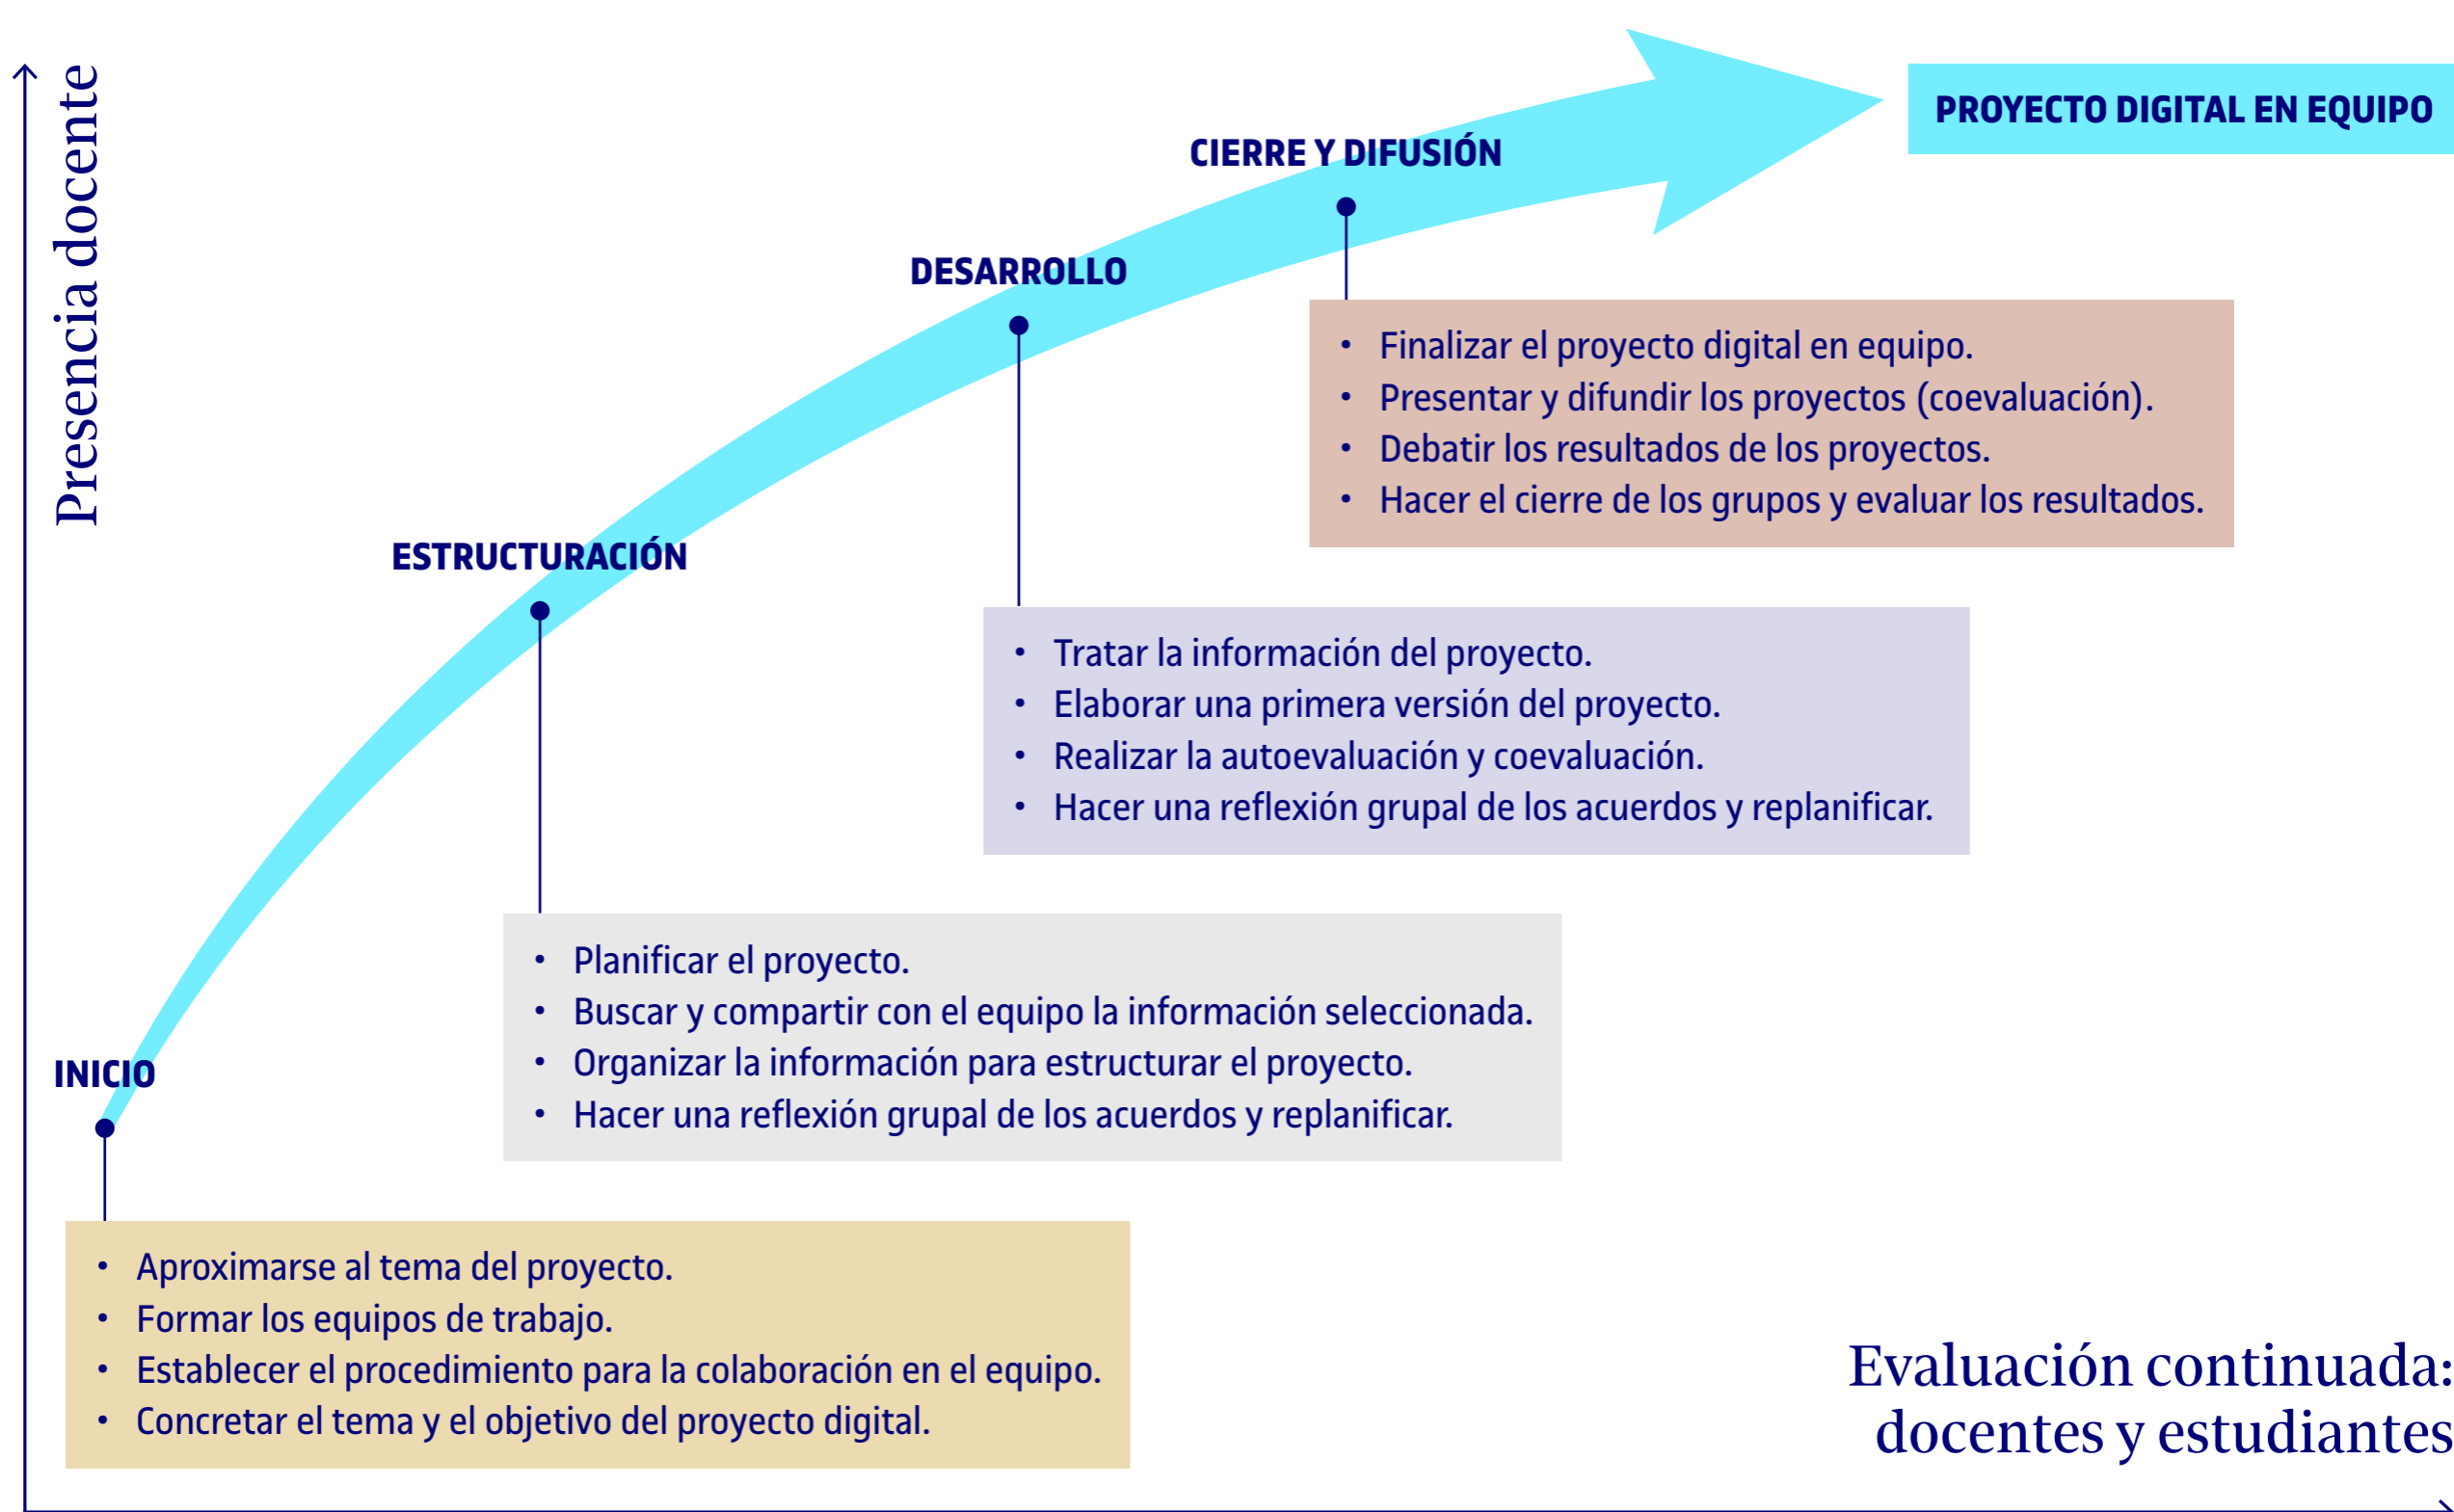 Presencia docente
PROYECTO DIGITAL EN EQUIPO
CIERRE Y DIFUSIÓN
• Finalizar el proyecto digital en equipo.
• Presentar y difundir los proyectos (coevaluación).
• Debatir los resultados de los proyectos.
• Hacer el cierre de los grupos y evaluar los resultados.
DESARROLLO
• Tratar la información del proyecto.
• Elaborar una primera versión del proyecto.
• Realizar la autoevaluación y coevaluación.
• Hacer una reflexión grupal de los acuerdos y replanificar.
ESTRUCTURACIÓN
• Planificar el proyecto.
• Buscar y compartir con el equipo la información seleccionada.
• Organizar la información para estructurar el proyecto.
• Hacer una reflexión grupal de los acuerdos y replanificar.
INICIO
• Aproximarse al tema del proyecto.
• Formar los equipos de trabajo.
• Establecer el procedimiento para la colaboración en el equipo.
• Concretar el tema y el objetivo del proyecto digital.
Evaluación continuada:
docentes y estudiantes